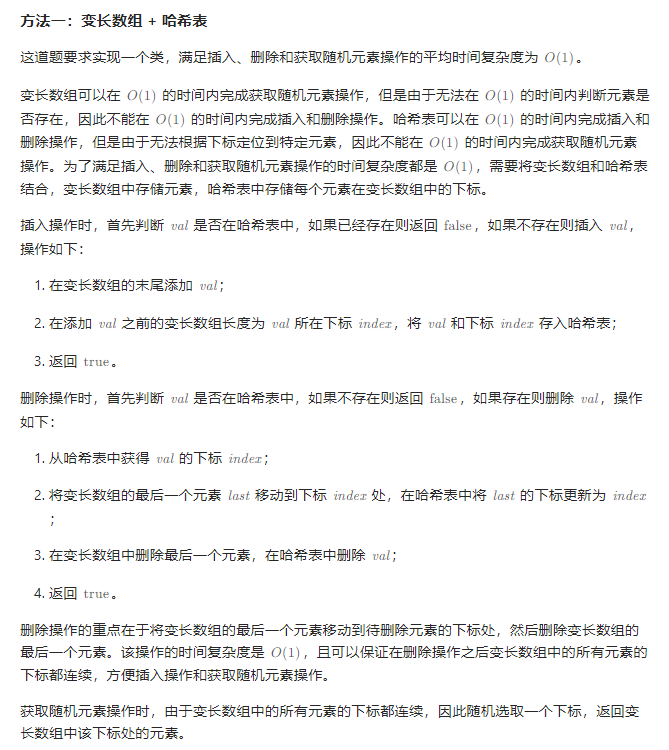 方法一：变长数组 + 哈希表
这道题要求实现一个类，满足插入、删除和获取随机元素操作的平均时间复杂度为 O(1)。
变长数组可以在 O(1) 的时间内完成获取随机元素操作，但是由于无法在 O(1) 的时间内判断元素是
否存在，因此不能在 O(1) 的时间内完成插入和删除操作。哈希表可以在 O(1) 的时间内完成插入和
删除操作，但是由于无法根据下标定位到特定元素，因此不能在 O(1) 的时间内完成获取随机元素
操作。为了满足插入、删除和获取随机元素操作的时间复杂度都是 O(1)，需要将变长数组和哈希表
结合，变长数组中存储元素，哈希表中存储每个元素在变长数组中的下标。
插入操作时，首先判断 val 是否在哈希表中，如果已经存在则返回 false，如果不存在则插入 val，
操作如下：
1. 在变长数组的末尾添加 val；
2. 在添加 val 之前的变长数组长度为 val 所在下标 index，将 val 和下标 index 存入哈希表；
3. 返回 true。
删除操作时，首先判断 val 是否在哈希表中，如果不存在则返回 false，如果存在则删除 val，操作
如下：
1. 从哈希表中获得 val 的下标 index；
2. 将变长数组的最后一个元素 last 移动到下标 index 处，在哈希表中将 last 的下标更新为 index
；
3. 在变长数组中删除最后一个元素，在哈希表中删除 val；
4. 返回 true。
删除操作的重点在于将变长数组的最后一个元素移动到待删除元素的下标处，然后删除变长数组的
最后一个元素。该操作的时间复杂度是 O(1)，且可以保证在删除操作之后变长数组中的所有元素的
下标都连续，方便插入操作和获取随机元素操作。
获取随机元素操作时，由于变长数组中的所有元素的下标都连续，因此随机选取一个下标，返回变
长数组中该下标处的元素。